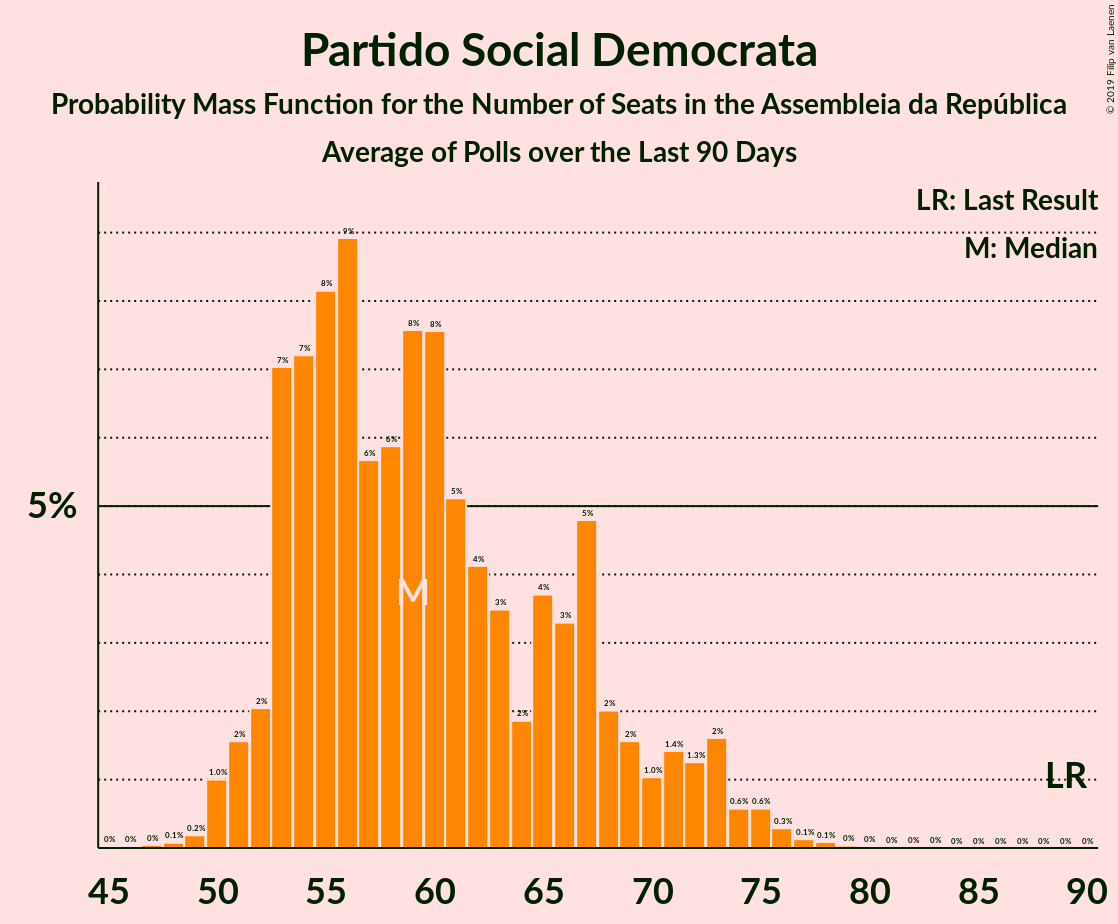 Partido Social Democrata
Probability Mass Function for the Number of Seats in the Assembleia da República
Average of Polls over the Last 90 Days
© 2019 Filip van Laenen
LR: Last Result
M: Median
5%
0% 0% 0% 0.1% 0.2% 1.0% 2% 2% 7% 7% 8% 9% 6% 6% 8% 8% 5% 4% 3% 2% 4% 3% 5% 2% 2% 1.0% 1.4% 1.3% 2% 0.6% 0.6% 0.3% 0.1% 0.1% 0% 0% 0% 0% 0% 0% 0% 0% 0% 0% 0% 0%
M
LR
45 50 55 60 65 70 75 80 85 90